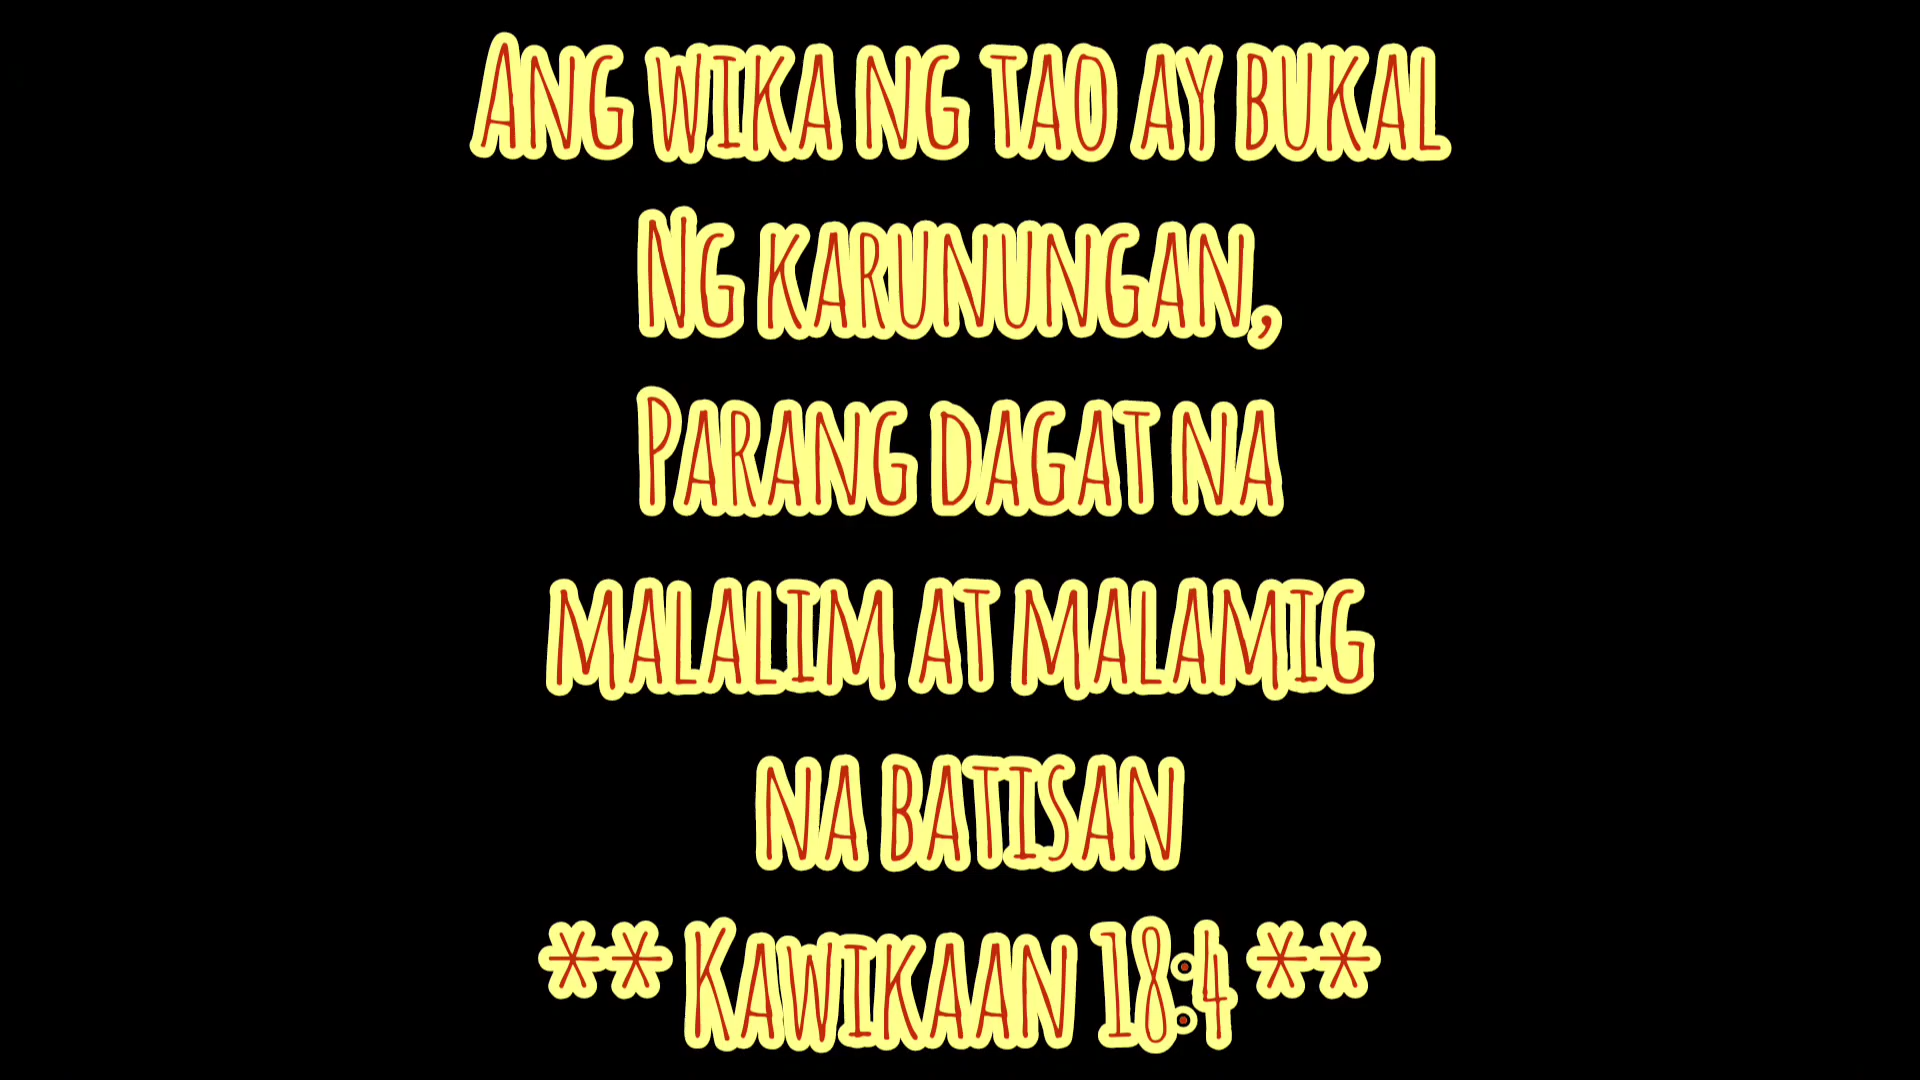 Ang wika ng tao ay bukal
Ng karunungan,
Parang dagat na
malalim at malamig
na batisan
** Kawikaan 18:4 **